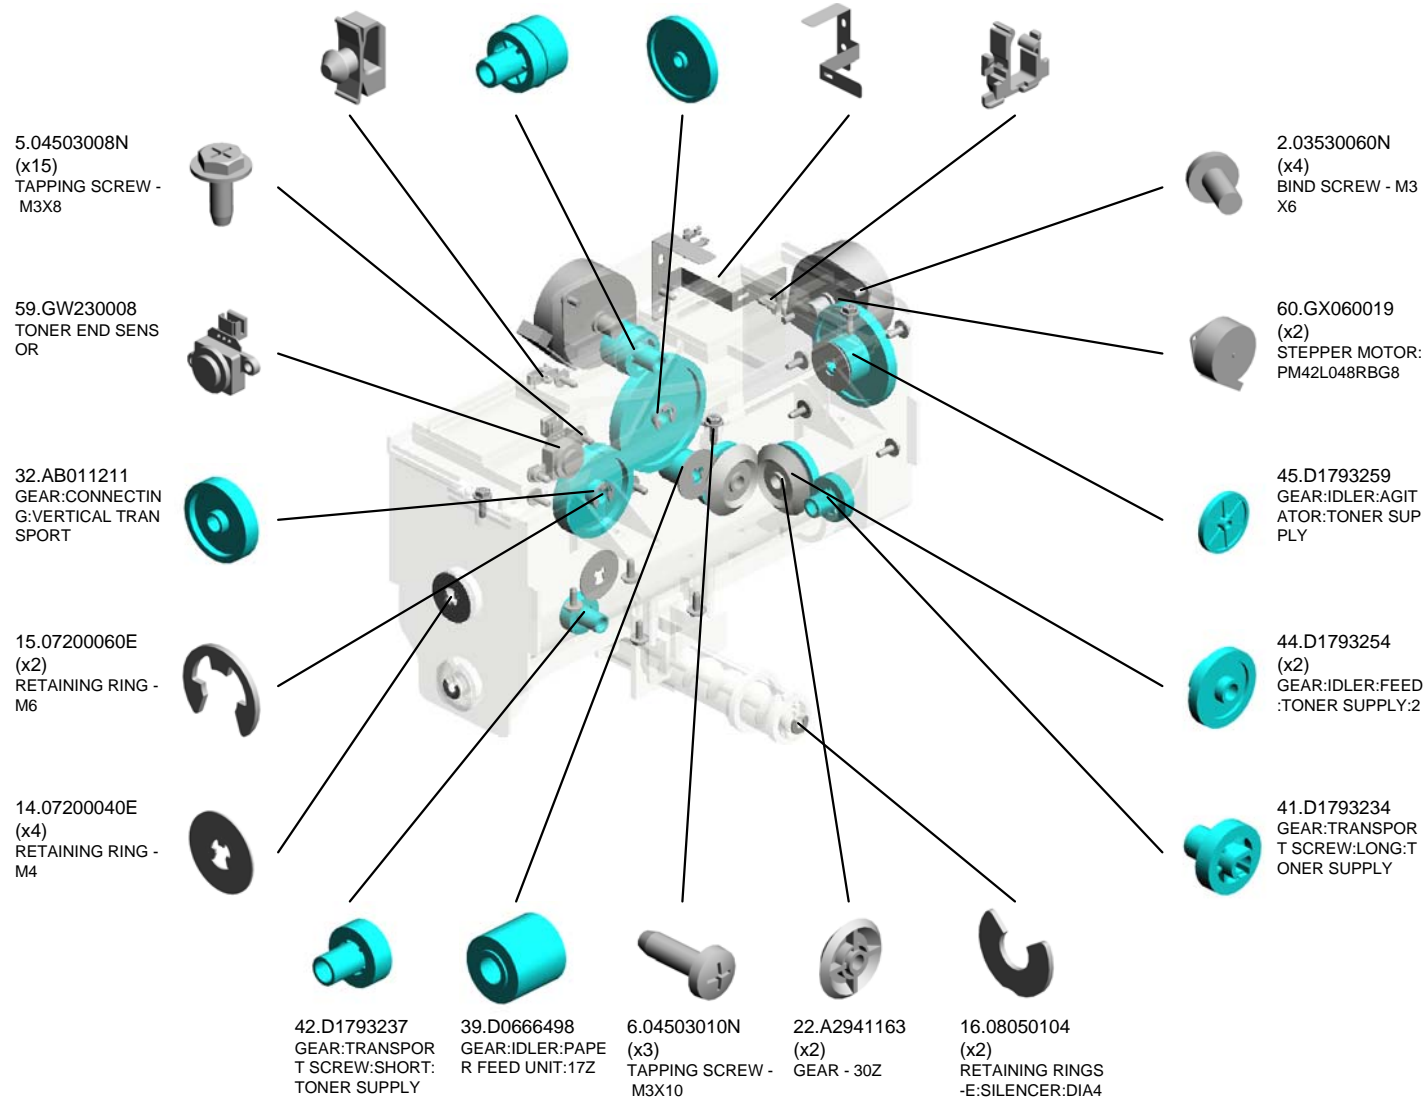 5.04503008N
(x15)
TAPPING SCREW -
M3X8
59.GW230008
TONER END SENS
OR
32.AB011211
GEAR:CONNECTIN
G:VERTICAL TRAN
SPORT
15.07200060E
(x2)
RETAINING RING -
M6
14.07200040E
(x4)
RETAINING RING -
M4
2.03530060N
(x4)
BIND SCREW - M3
X6
60.GX060019
(x2)
STEPPER MOTOR:
PM42L048RBG8
45.D1793259
GEAR:IDLER:AGIT
ATOR:TONER SUP
PLY
44.D1793254
(x2)
GEAR:IDLER:FEED
:TONER SUPPLY:2
41.D1793234
GEAR:TRANSPOR
T SCREW:LONG:T
ONER SUPPLY
42.D1793237
GEAR:TRANSPOR
T SCREW:SHORT:
TONER SUPPLY
39.D0666498
GEAR:IDLER:PAPE
R FEED UNIT:17Z
6.04503010N
(x3)
TAPPING SCREW -
M3X10
22.A2941163
(x2)
GEAR - 30Z
16.08050104
(x2)
RETAINING RINGS
-E:SILENCER:DIA4